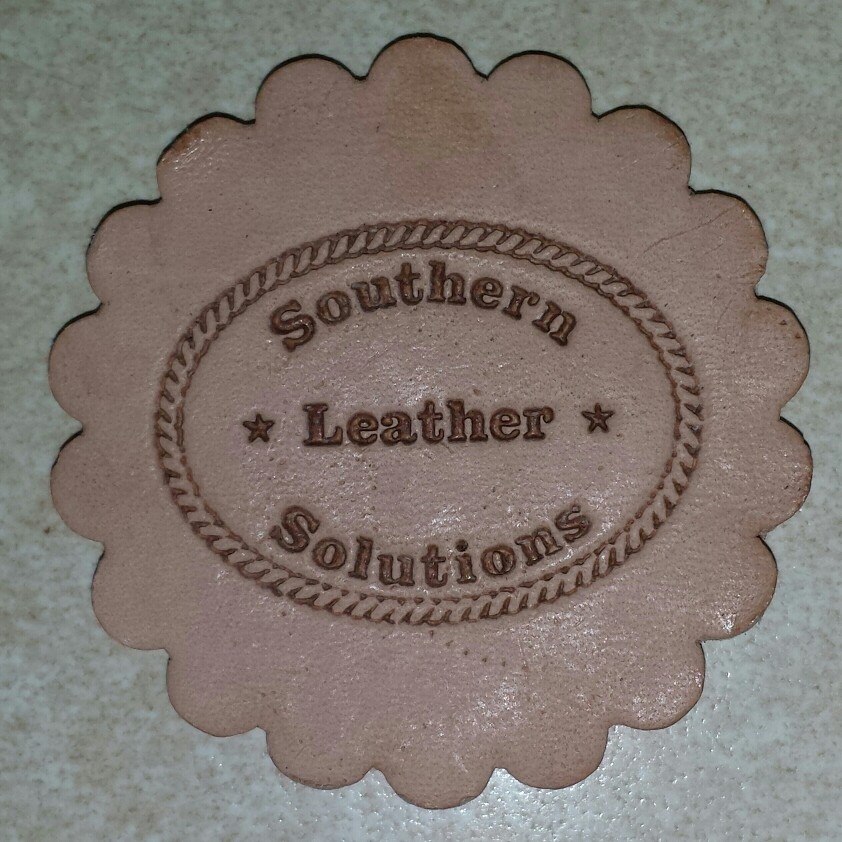 Southern
★ Leather ★
Solutions